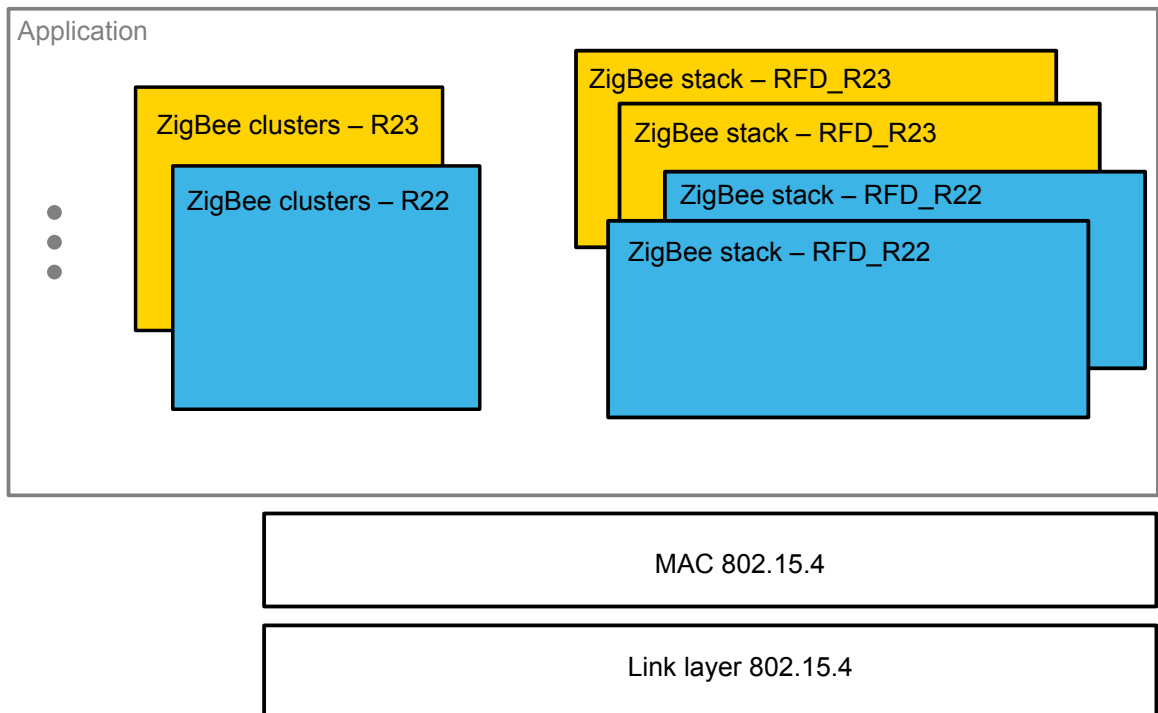 Application
ZigBee clusters – R23
ZigBee clusters – R22
ZigBee stack – RFD_R23
ZigBee stack – RFD_R23
ZigBee stack – RFD_R22
ZigBee stack – RFD_R22
MAC 802.15.4
Link layer 802.15.4